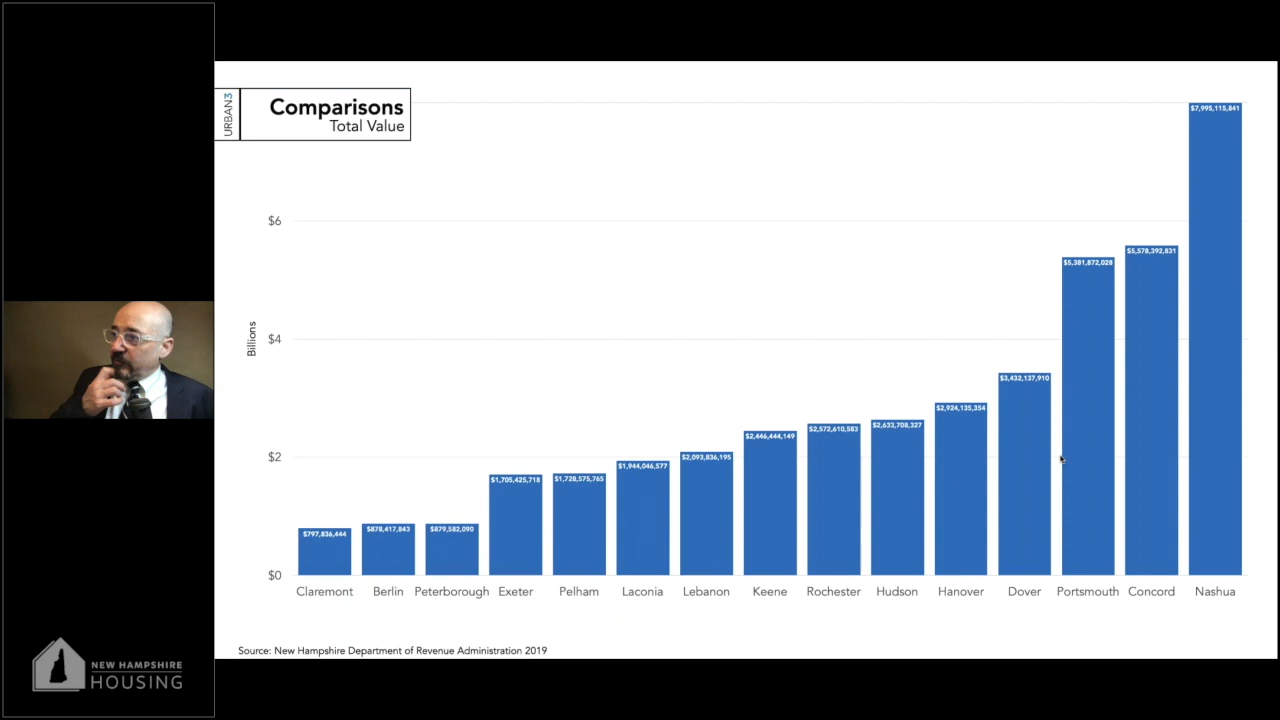 URBAN3
Comparisons
Total Value
$7,995,115,841
$6
$5,578,392,831
$5,381,872,028
Billions
$4
$3,432,137,910
$2,924,135,354
$2,633,708,327
$2,572,610,583
$2,446,444,149
$2
$2,093,836,195
$1,944,046,577
$1,728,575,765
$1,705,425,718
$879,582,090
$878,417,843
$797,836,444
$0
Claremont Berlin Peterborough Exeter Pelham Laconia Lebanon Keene Rochester Hudson Hanover Dover Portsmouth Concord Nashua
Source: New Hampshire Department of Revenue Administration 2019
NEW HAMPSHIRE
HOUSING